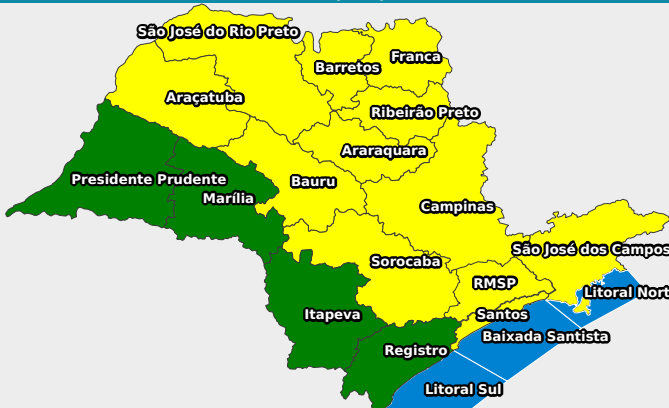 São José do Rio Preto
Franca
Barretos
Araçatuba
Ribeirão Preto
Araraquara
Presidente Prudente
Bauru
Marília
Campinas
São José dos Campos
Sorocaba
RMSP
Litoral Nort
Itapeva
Santos
Baixada Santista
Registro
Litoral Sul